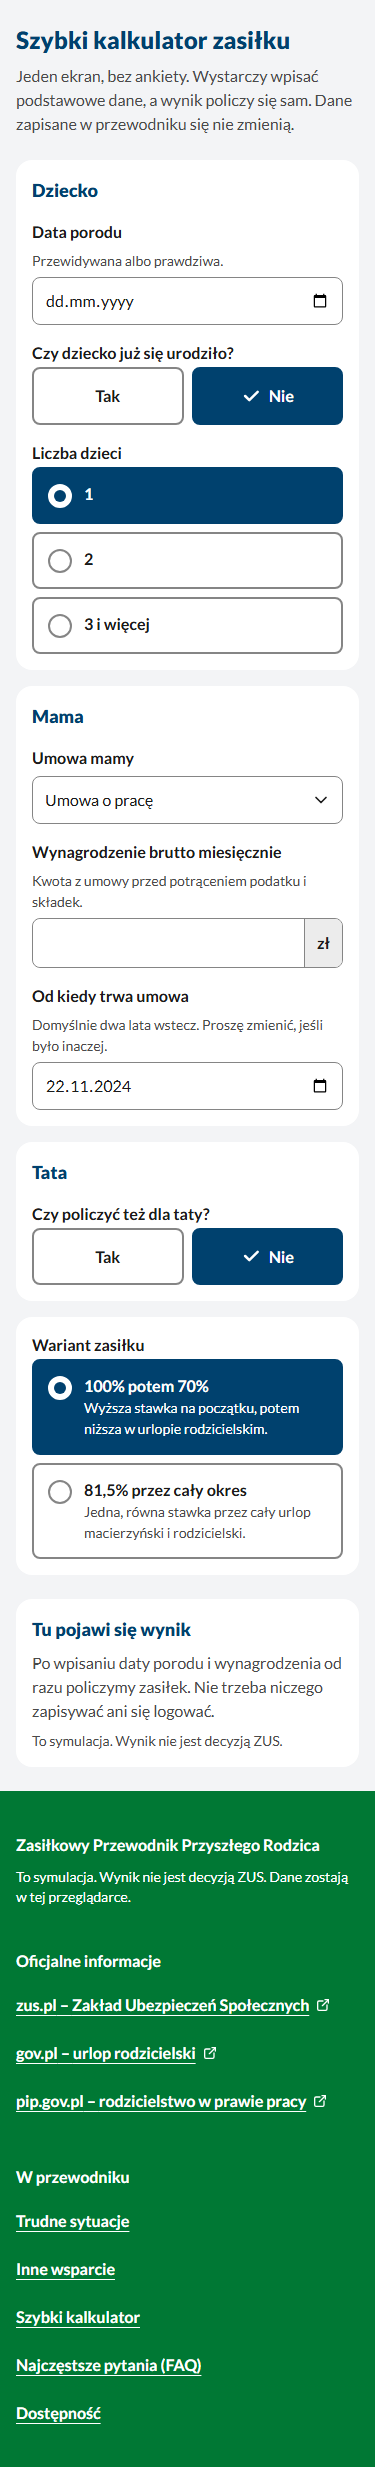 Szybki kalkulator zasiłku
Jeden ekran, bez ankiety. Wystarczy wpisać
podstawowe dane, a wynik policzy się sam. Dane
zapisane w przewodniku się nie zmienią.
Dziecko
Data porodu
Przewidywana albo prawdziwa.
dd.mm.yyyy
Czy dziecko już się urodziło?
Tak
Nie
Liczba dzieci
1
2
3 i więcej
Mama
Umowa mamy
Umowa o pracę
Wynagrodzenie brutto miesięcznie
Kwota z umowy przed potrąceniem podatku i
składek.
zł
Od kiedy trwa umowa
Domyślnie dwa lata wstecz. Proszę zmienić, jeśli
było inaczej.
22.11.2024
Tata
Czy policzyć też dla taty?
Tak
Nie
Wariant zasiłku
100% potem 70%
Wyższa stawka na początku, potem
niższa w urlopie rodzicielskim.
81,5% przez cały okres
Jedna, równa stawka przez cały urlop
macierzyński i rodzicielski.
Tu pojawi się wynik
Po wpisaniu daty porodu i wynagrodzenia od
razu policzymy zasiłek. Nie trzeba niczego
zapisywać ani się logować.
To symulacja. Wynik nie jest decyzją ZUS.
Zasiłkowy Przewodnik Przyszłego Rodzica
To symulacja. Wynik nie jest decyzją ZUS. Dane zostają
w tej przeglądarce.
Oficjalne informacje
zus.pl – Zakład Ubezpieczeń Społecznych
gov.pl – urlop rodzicielski
pip.gov.pl – rodzicielstwo w prawie pracy
W przewodniku
Trudne sytuacje
Inne wsparcie
Szybki kalkulator
Najczęstsze pytania (FAQ)
Dostępność